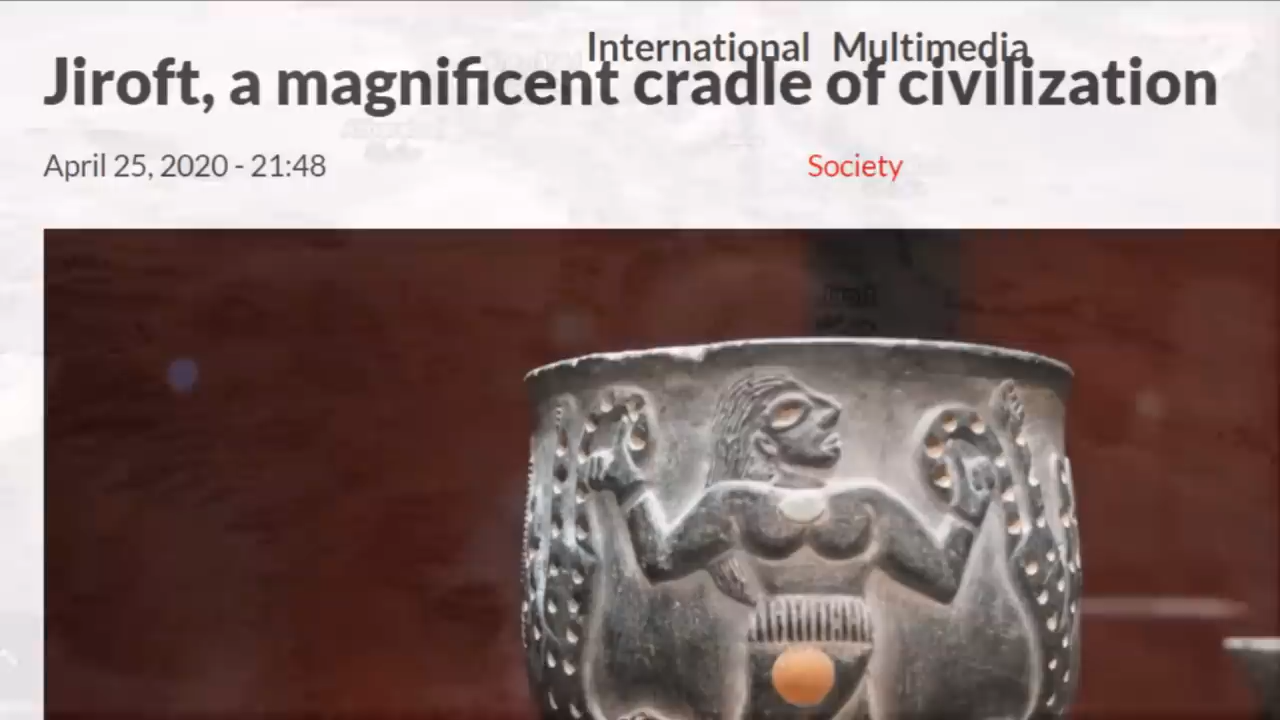 International Multimedia
Jiroft, a magnificent cradle of civilization
April 25, 2020 - 21:48
Society